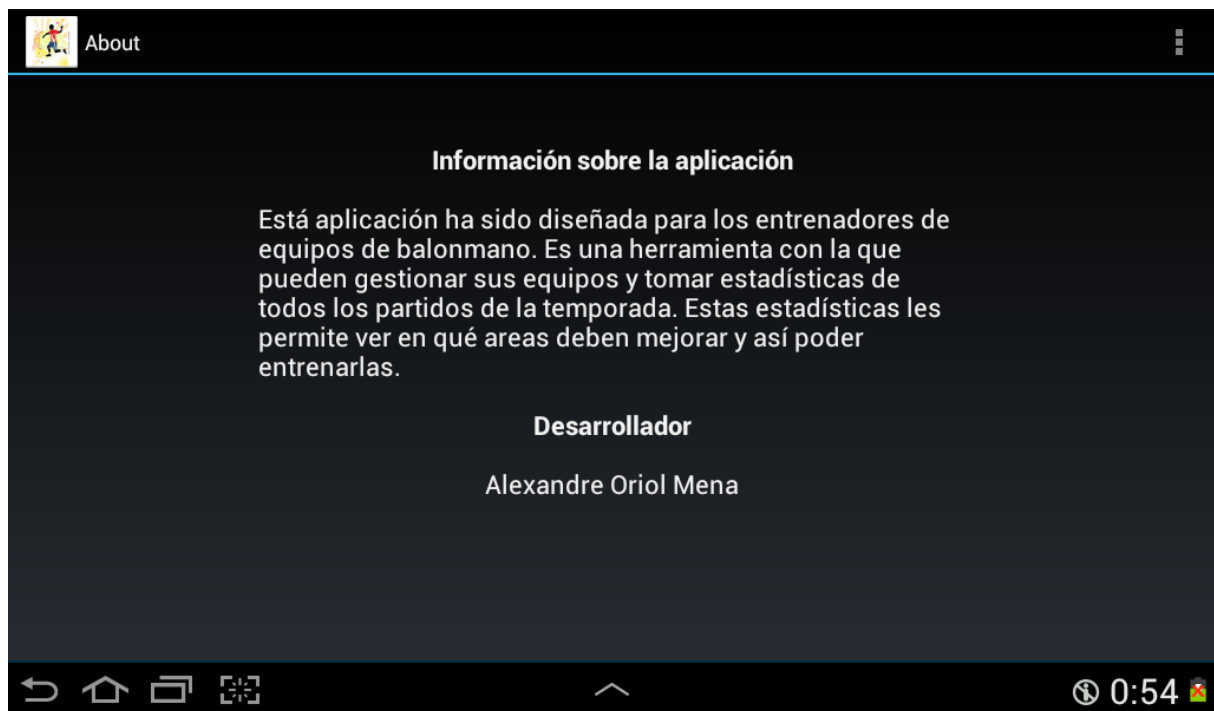 About
Información sobre la aplicación
Está aplicación ha sido diseñada para los entrenadores de
equipos de balonmano. Es una herramienta con la que
pueden gestionar sus equipos y tomar estadísticas de
todos los partidos de la temporada. Estas estadísticas les
permite ver en qué areas deben mejorar y así poder
entrenarlas.
Desarrollador
Alexandre Oriol Mena
0:54